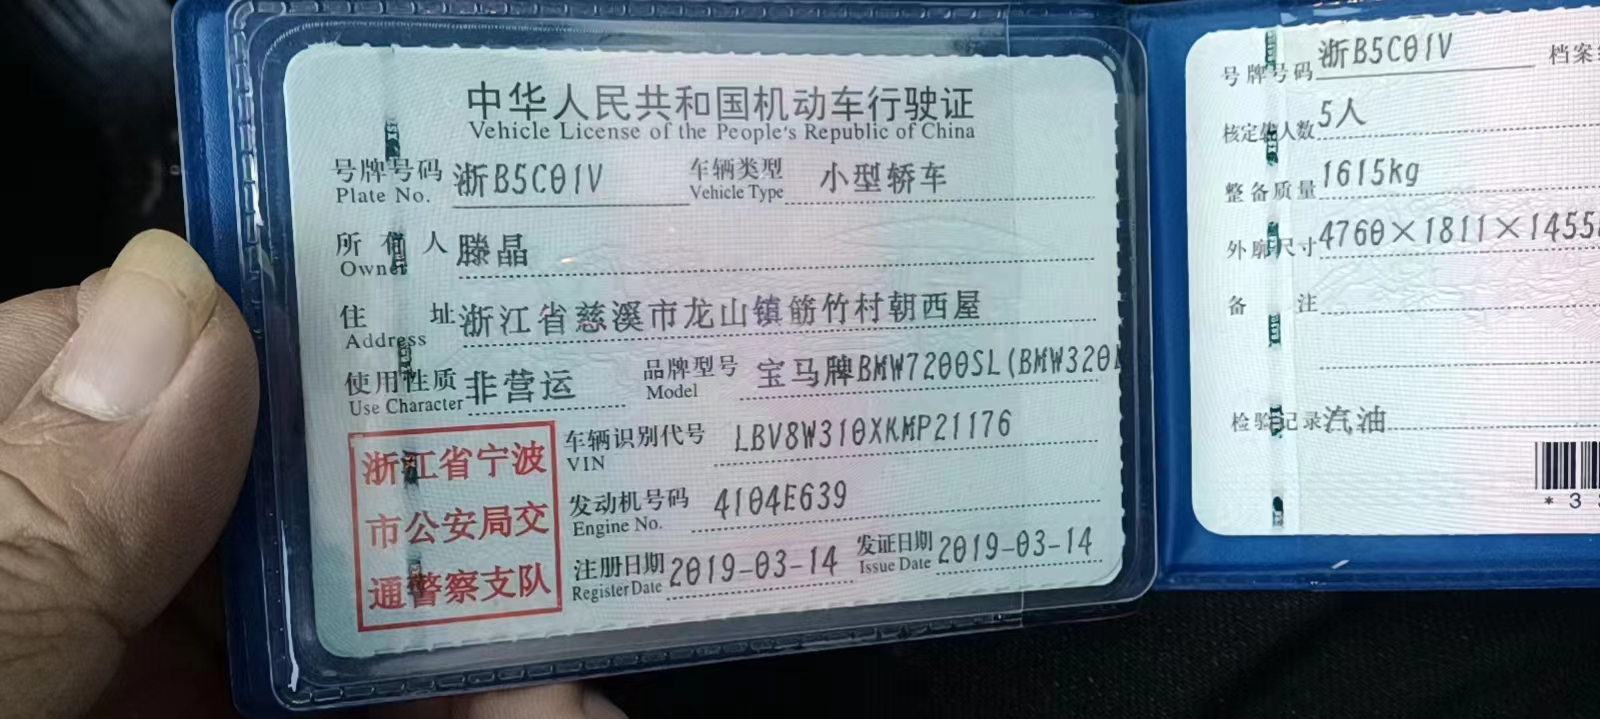 中华人民共和国机动车行驶证
Vehicle License of the People's Republic of China
号牌号码 浙B5C01V 车辆类型 小型轿车
Plate No. Vehicle Type
所有人 滕晶
Owner
住址 浙江省慈溪市龙山镇筋竹村朝西屋
Address
使用性质 非营运 品牌型号 宝马牌BMW7200SL(BMW320
Use Character Model
浙江省宁波
市公安局交
通警察支队
车辆识别代号 LBV8W310XKMP21176
VIN
发动机号码 4104E639
Engine No.
注册日期 2019-03-14 发证日期 2019-03-14
Register Date Issue Date
号牌号码 浙B5C01V 档案
核定载人数 5人
整备质量 1615kg
外廓尺寸 4760×1811×1455
备注
检验记录 汽油
*3